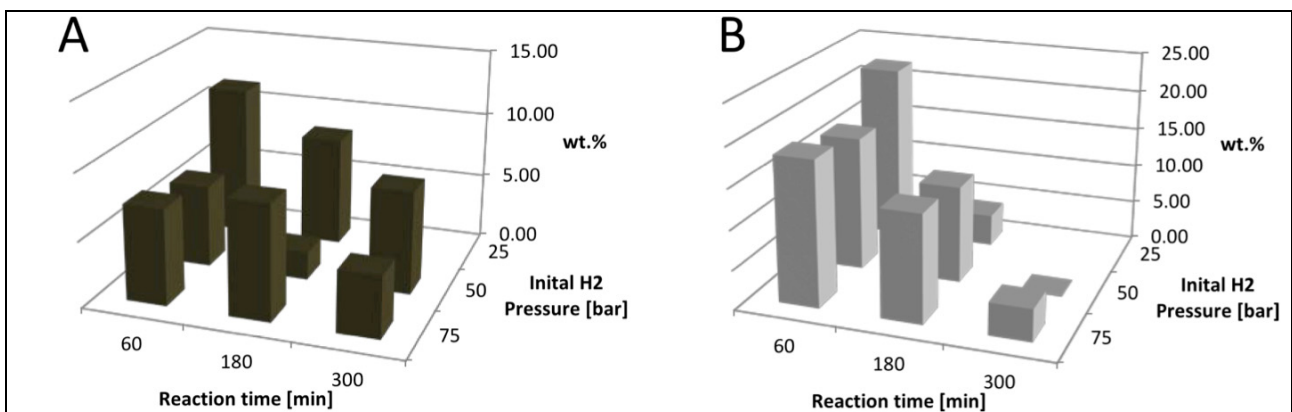 A
15.00
10.00
wt.%
5.00
0.00
25
50
Inital H2
Pressure [bar]
75
60
180
300
Reaction time [min]
B
25.00
20.00
15.00
wt.%
10.00
5.00
0.00
25
50
Inital H2
Pressure [bar]
75
60
180
300
Reaction time [min]